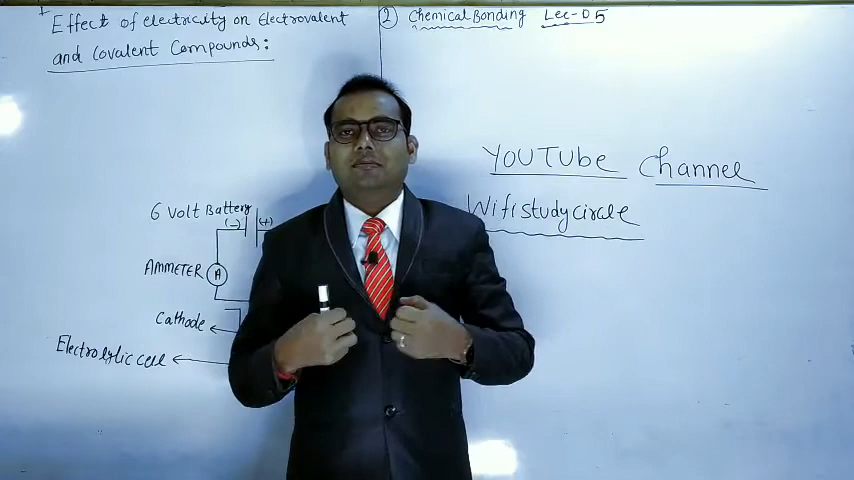 Effect of electricity on Electrovalent
and Covalent Compounds:
② Chemical Bonding Lec-05
YOUTube Channel
Wifistudycircle
6 Volt Battery
(-) (+)
AMMETER A
Cathode
Electrolytic cell